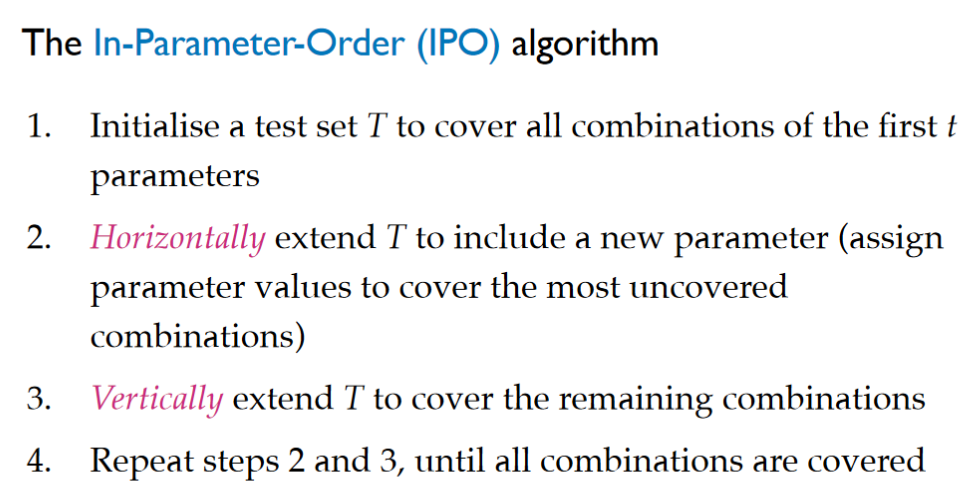 The In-Parameter-Order (IPO) algorithm
1. Initialise a test set T to cover all combinations of the first t
parameters
2. Horizontally extend T to include a new parameter (assign
parameter values to cover the most uncovered
combinations)
3. Vertically extend T to cover the remaining combinations
4. Repeat steps 2 and 3, until all combinations are covered